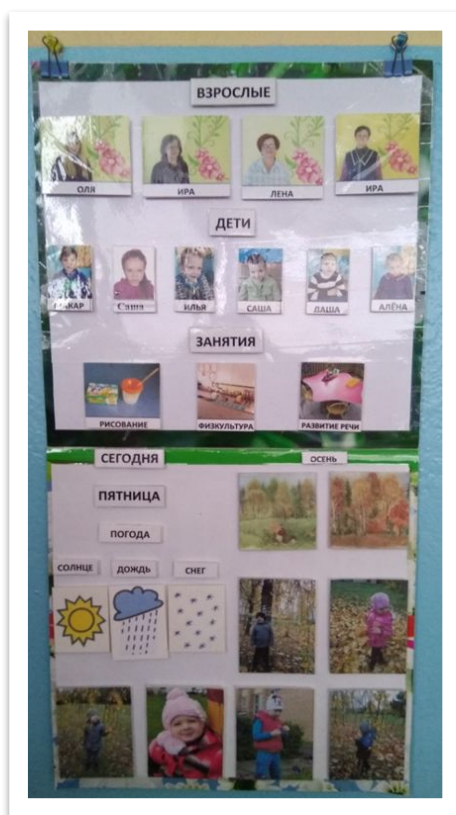 ВЗРОСЛЫЕ
ОЛЯ ИРА ЛЕНА ИРА
ДЕТИ
МАКАР Саша ИЛЬЯ САША ДАША АЛЁНА
ЗАНЯТИЯ
РИСОВАНИЕ ФИЗКУЛЬТУРА РАЗВИТИЕ РЕЧИ
СЕГОДНЯ ОСЕНЬ
ПЯТНИЦА
ПОГОДА
СОЛНЦЕ ДОЖДЬ СНЕГ